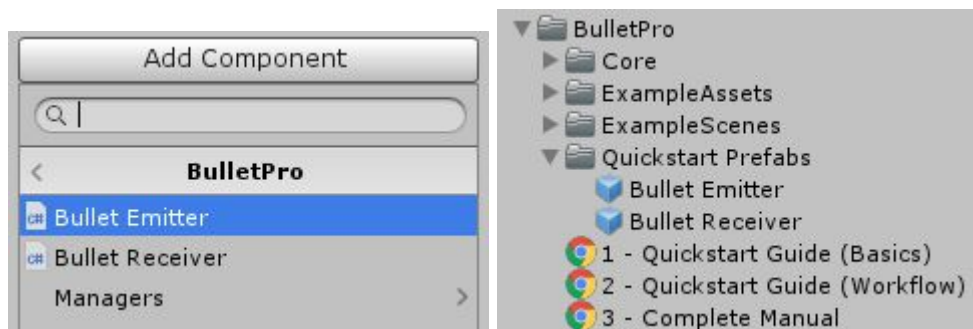 Add Component
BulletPro
Bullet Emitter
Bullet Receiver
Managers
BulletPro
Core
ExampleAssets
ExampleScenes
Quickstart Prefabs
Bullet Emitter
Bullet Receiver
1 - Quickstart Guide (Basics)
2 - Quickstart Guide (Workflow)
3 - Complete Manual